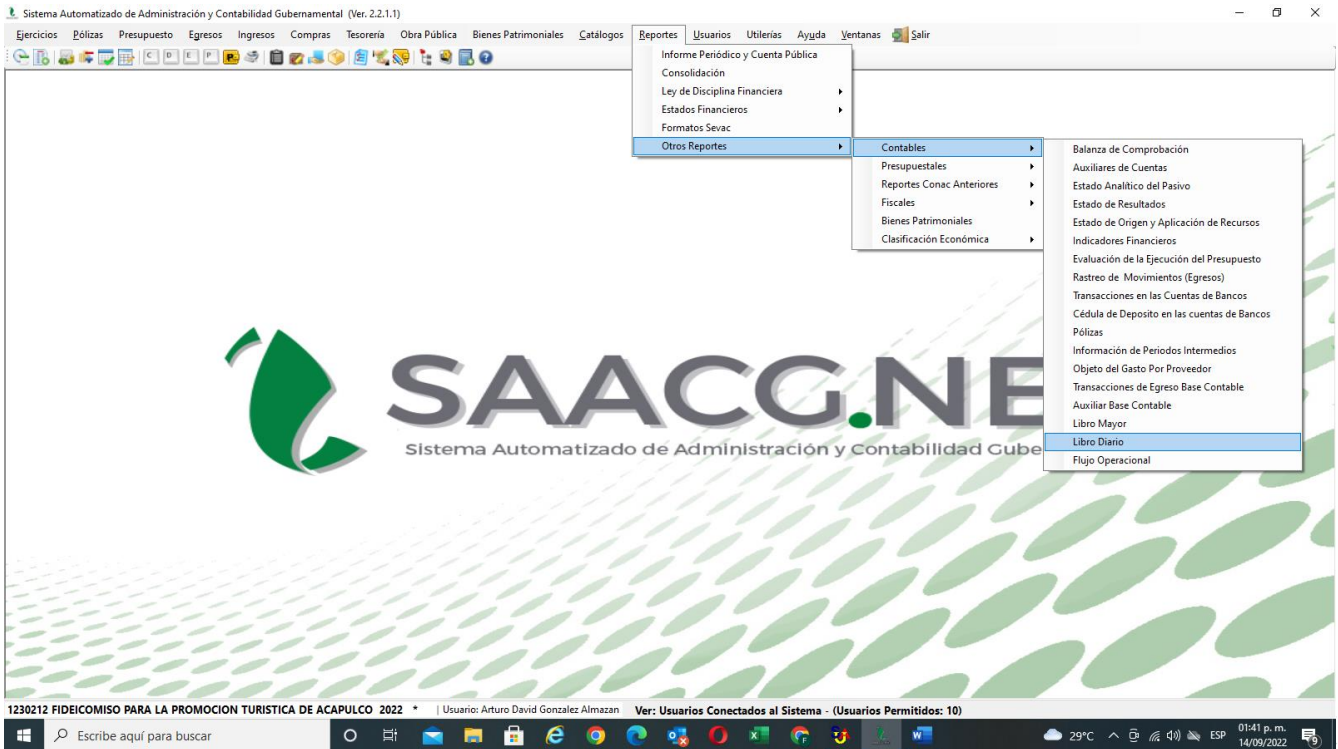 Sistema Automatizado de Administración y Contabilidad Gubernamental (Ver. 2.2.1.1)
Ejercicios Pólizas Presupuesto Egresos Ingresos Compras Tesorería Obra Pública Bienes Patrimoniales Catálogos Reportes Usuarios Utilerías Ayuda Ventanas Salir
C D E P P
Informe Periódico y Cuenta Pública
Consolidación
Ley de Disciplina Financiera
Estados Financieros
Formatos Sevac
Otros Reportes
Contables
Presupuestales
Reportes Conac Anteriores
Fiscales
Bienes Patrimoniales
Clasificación Económica
Balanza de Comprobación
Auxiliares de Cuentas
Estado Analítico del Pasivo
Estado de Resultados
Estado de Origen y Aplicación de Recursos
Indicadores Financieros
Evaluación de la Ejecución del Presupuesto
Rastreo de Movimientos (Egresos)
Transacciones en las Cuentas de Bancos
Cédula de Deposito en las cuentas de Bancos
Pólizas
Información de Periodos Intermedios
Objeto del Gasto Por Proveedor
Transacciones de Egreso Base Contable
Auxiliar Base Contable
Libro Mayor
Libro Diario
Flujo Operacional
SAACG.NE
Sistema Automatizado de Administración y Contabilidad Gube
1230212 FIDEICOMISO PARA LA PROMOCION TURISTICA DE ACAPULCO 2022 * | Usuario: Arturo David Gonzalez Almazan Ver: Usuarios Conectados al Sistema - (Usuarios Permitidos: 10)
Escribe aquí para buscar
29°C ESP 01:41 p. m.
14/09/2022